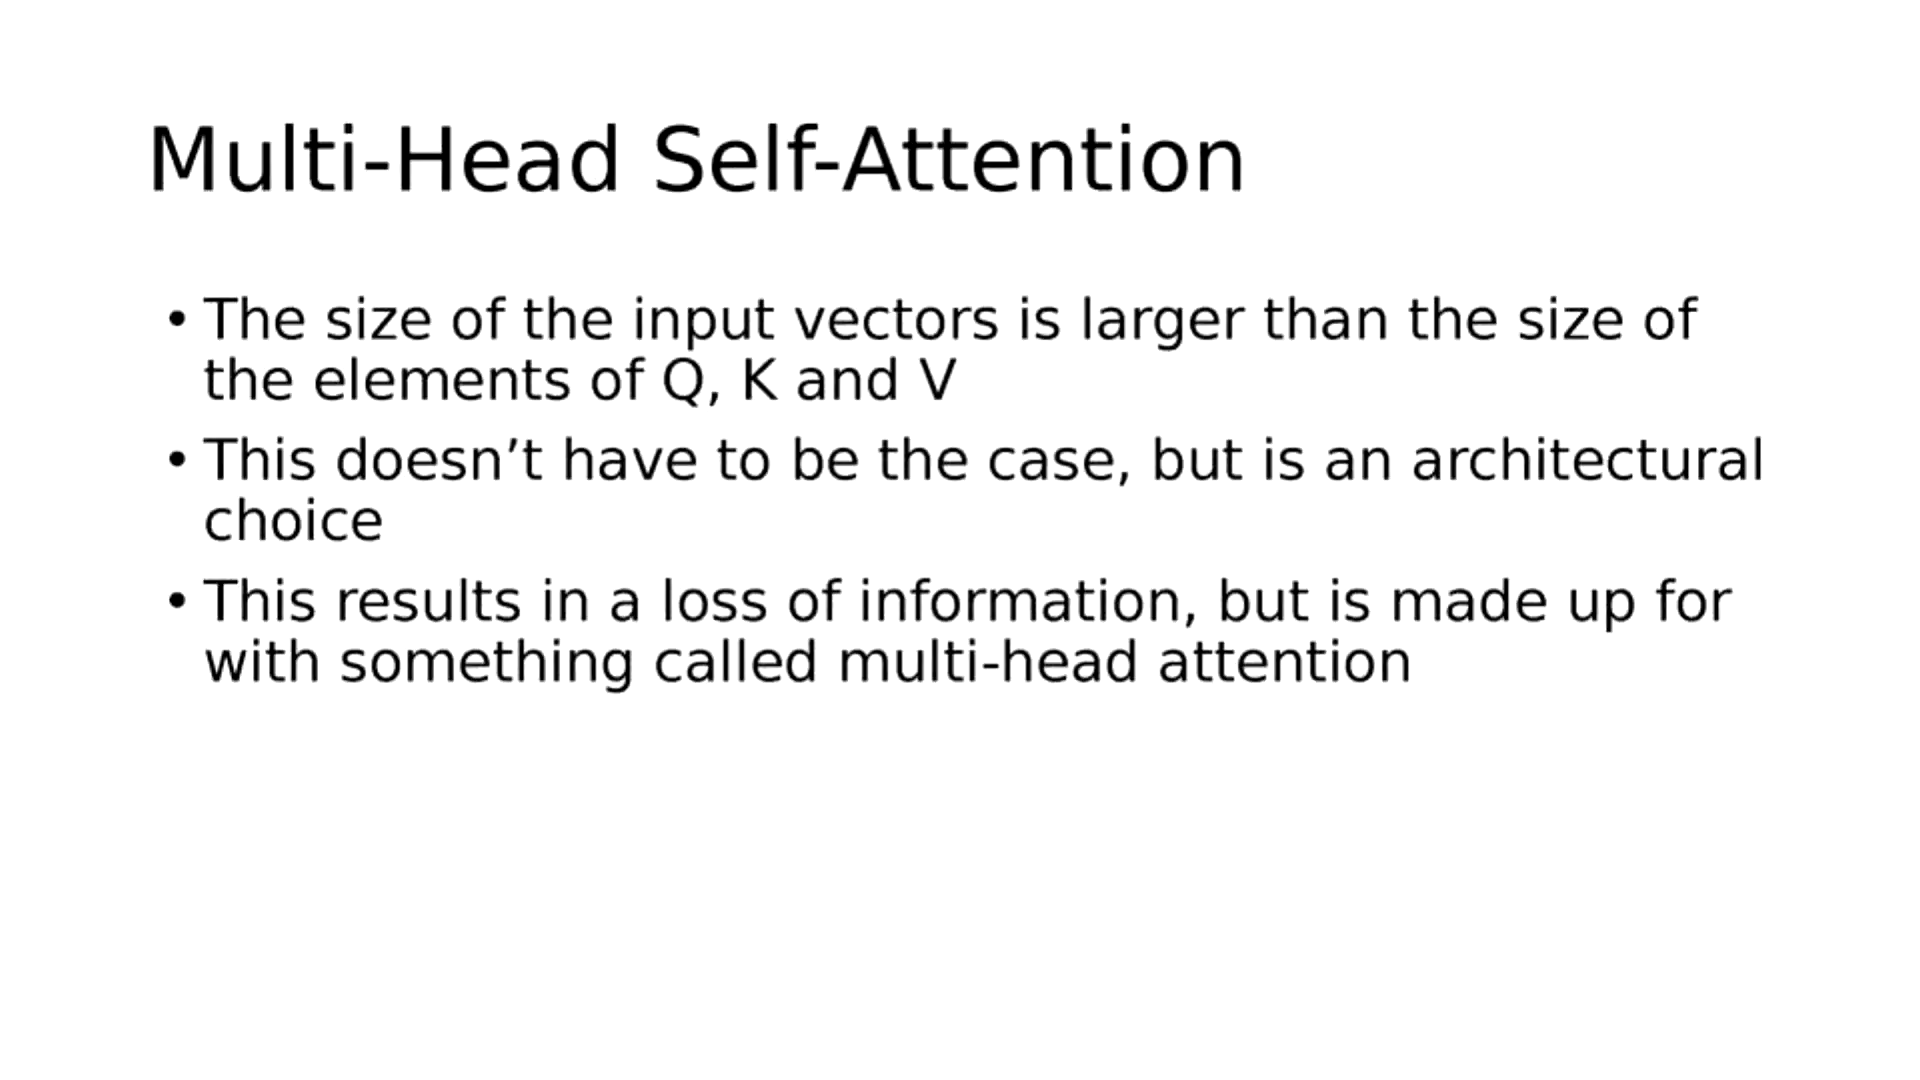 Multi-Head Self-Attention
• The size of the input vectors is larger than the size of
the elements of Q, K and V
• This doesn’t have to be the case, but is an architectural
choice
• This results in a loss of information, but is made up for
with something called multi-head attention